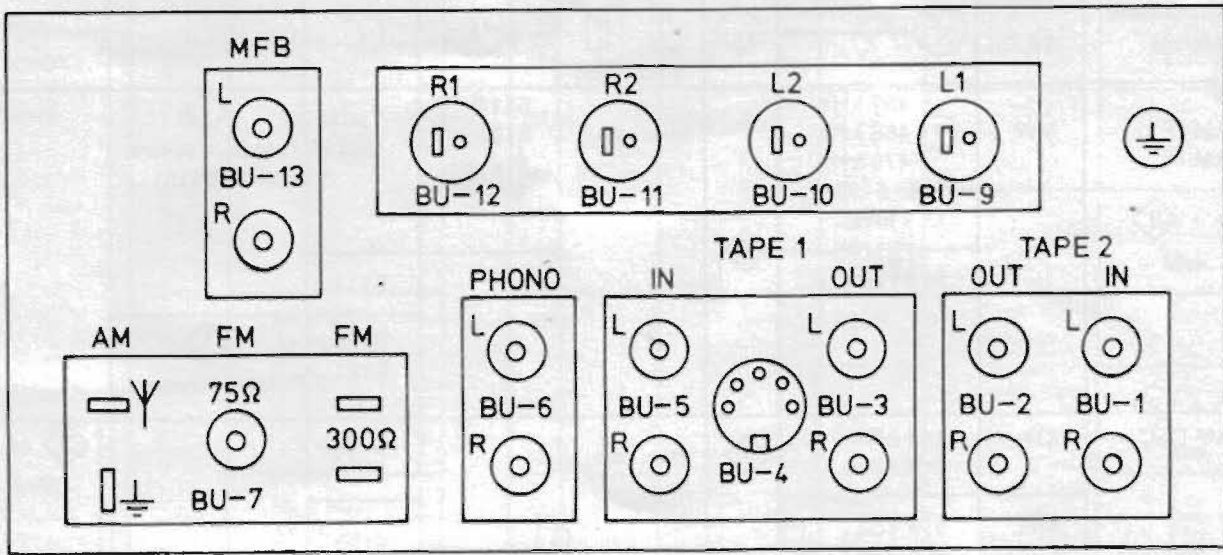 MFB
L
BU-13
R
R1 R2 L2 L1
BU-12 BU-11 BU-10 BU-9
AM FM FM
75Ω
300Ω
BU-7
PHONO
L
BU-6
R
TAPE 1
IN OUT
L L
BU-5 BU-3
R R
BU-4
TAPE 2
OUT IN
L L
BU-2 BU-1
R R